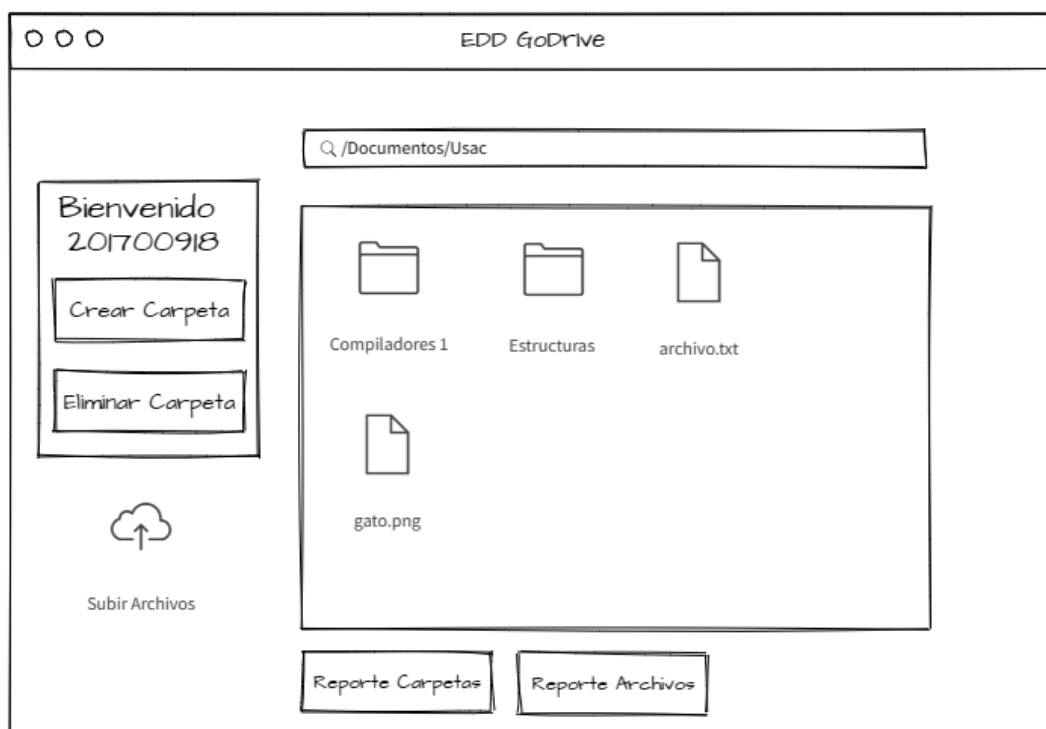 EDD GoDrive
/Documentos/Usac
Bienvenido
201700918
Crear Carpeta
Eliminar Carpeta
Subir Archivos
Compiladores 1
Estructuras
archivo.txt
gato.png
Reporte Carpetas
Reporte Archivos